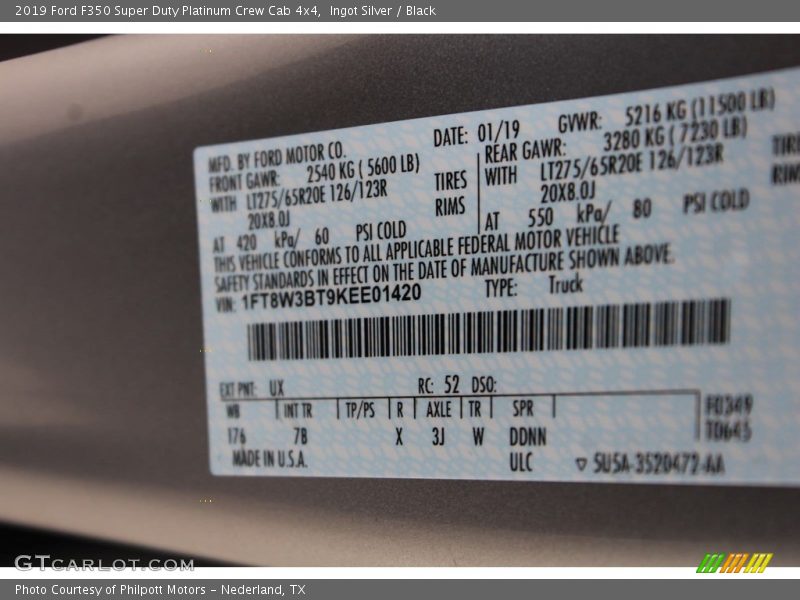 2019 Ford F350 Super Duty Platinum Crew Cab 4x4, Ingot Silver / Black
MFD. BY FORD MOTOR CO. DATE: 01/19 GVWR: 5216 KG (11500 LB)
FRONT GAWR: 2540 KG ( 5600 LB) REAR GAWR: 3280 KG ( 7230 LB)
WITH LT275/65R20E 126/123R TIRES WITH LT275/65R20E 126/123R TIRE
20X8.0J RIMS 20X8.0J RIMS
AT 420 kPa/ 60 PSI COLD AT 550 kPa/ 80 PSI COLD
THIS VEHICLE CONFORMS TO ALL APPLICABLE FEDERAL MOTOR VEHICLE
SAFETY STANDARDS IN EFFECT ON THE DATE OF MANUFACTURE SHOWN ABOVE.
VIN: 1FT8W3BT9KEE01420 TYPE: Truck
EXT PNT: UX RC: 52 DSO:
WB INT TR TP/PS R AXLE TR SPR F0349
176 7B X 3J W DDNN T0645
MADE IN U.S.A. ULC ▽ SU5A-3520472-AA
GTCARLOT.COM
Photo Courtesy of Philpott Motors - Nederland, TX